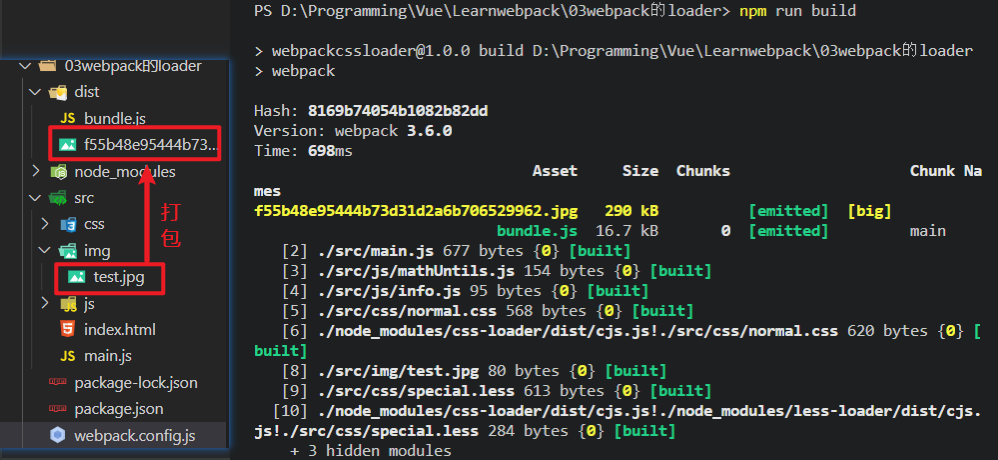 03webpack的loader
dist
bundle.js
f55b48e95444b73...
node_modules
src
css
img
test.jpg
js
index.html
main.js
package-lock.json
package.json
webpack.config.js
打
包
PS D:\Programming\Vue\Learnwebpack\03webpack的loader> npm run build
> webpackcssloader@1.0.0 build D:\Programming\Vue\Learnwebpack\03webpack的loader
> webpack
Hash: 8169b74054b1082b82dd
Version: webpack 3.6.0
Time: 698ms
Asset Size Chunks Chunk Na
mes
f55b48e95444b73d31d2a6b706529962.jpg 290 kB [emitted] [big]
bundle.js 16.7 kB 0 [emitted] main
[2] ./src/main.js 677 bytes {0} [built]
[3] ./src/js/mathUntils.js 154 bytes {0} [built]
[4] ./src/js/info.js 95 bytes {0} [built]
[5] ./src/css/normal.css 568 bytes {0} [built]
[6] ./node_modules/css-loader/dist/cjs.js!./src/css/normal.css 620 bytes {0} [
built]
[8] ./src/img/test.jpg 80 bytes {0} [built]
[9] ./src/css/special.less 613 bytes {0} [built]
[10] ./node_modules/css-loader/dist/cjs.js!./node_modules/less-loader/dist/cjs.
js!./src/css/special.less 284 bytes {0} [built]
+ 3 hidden modules